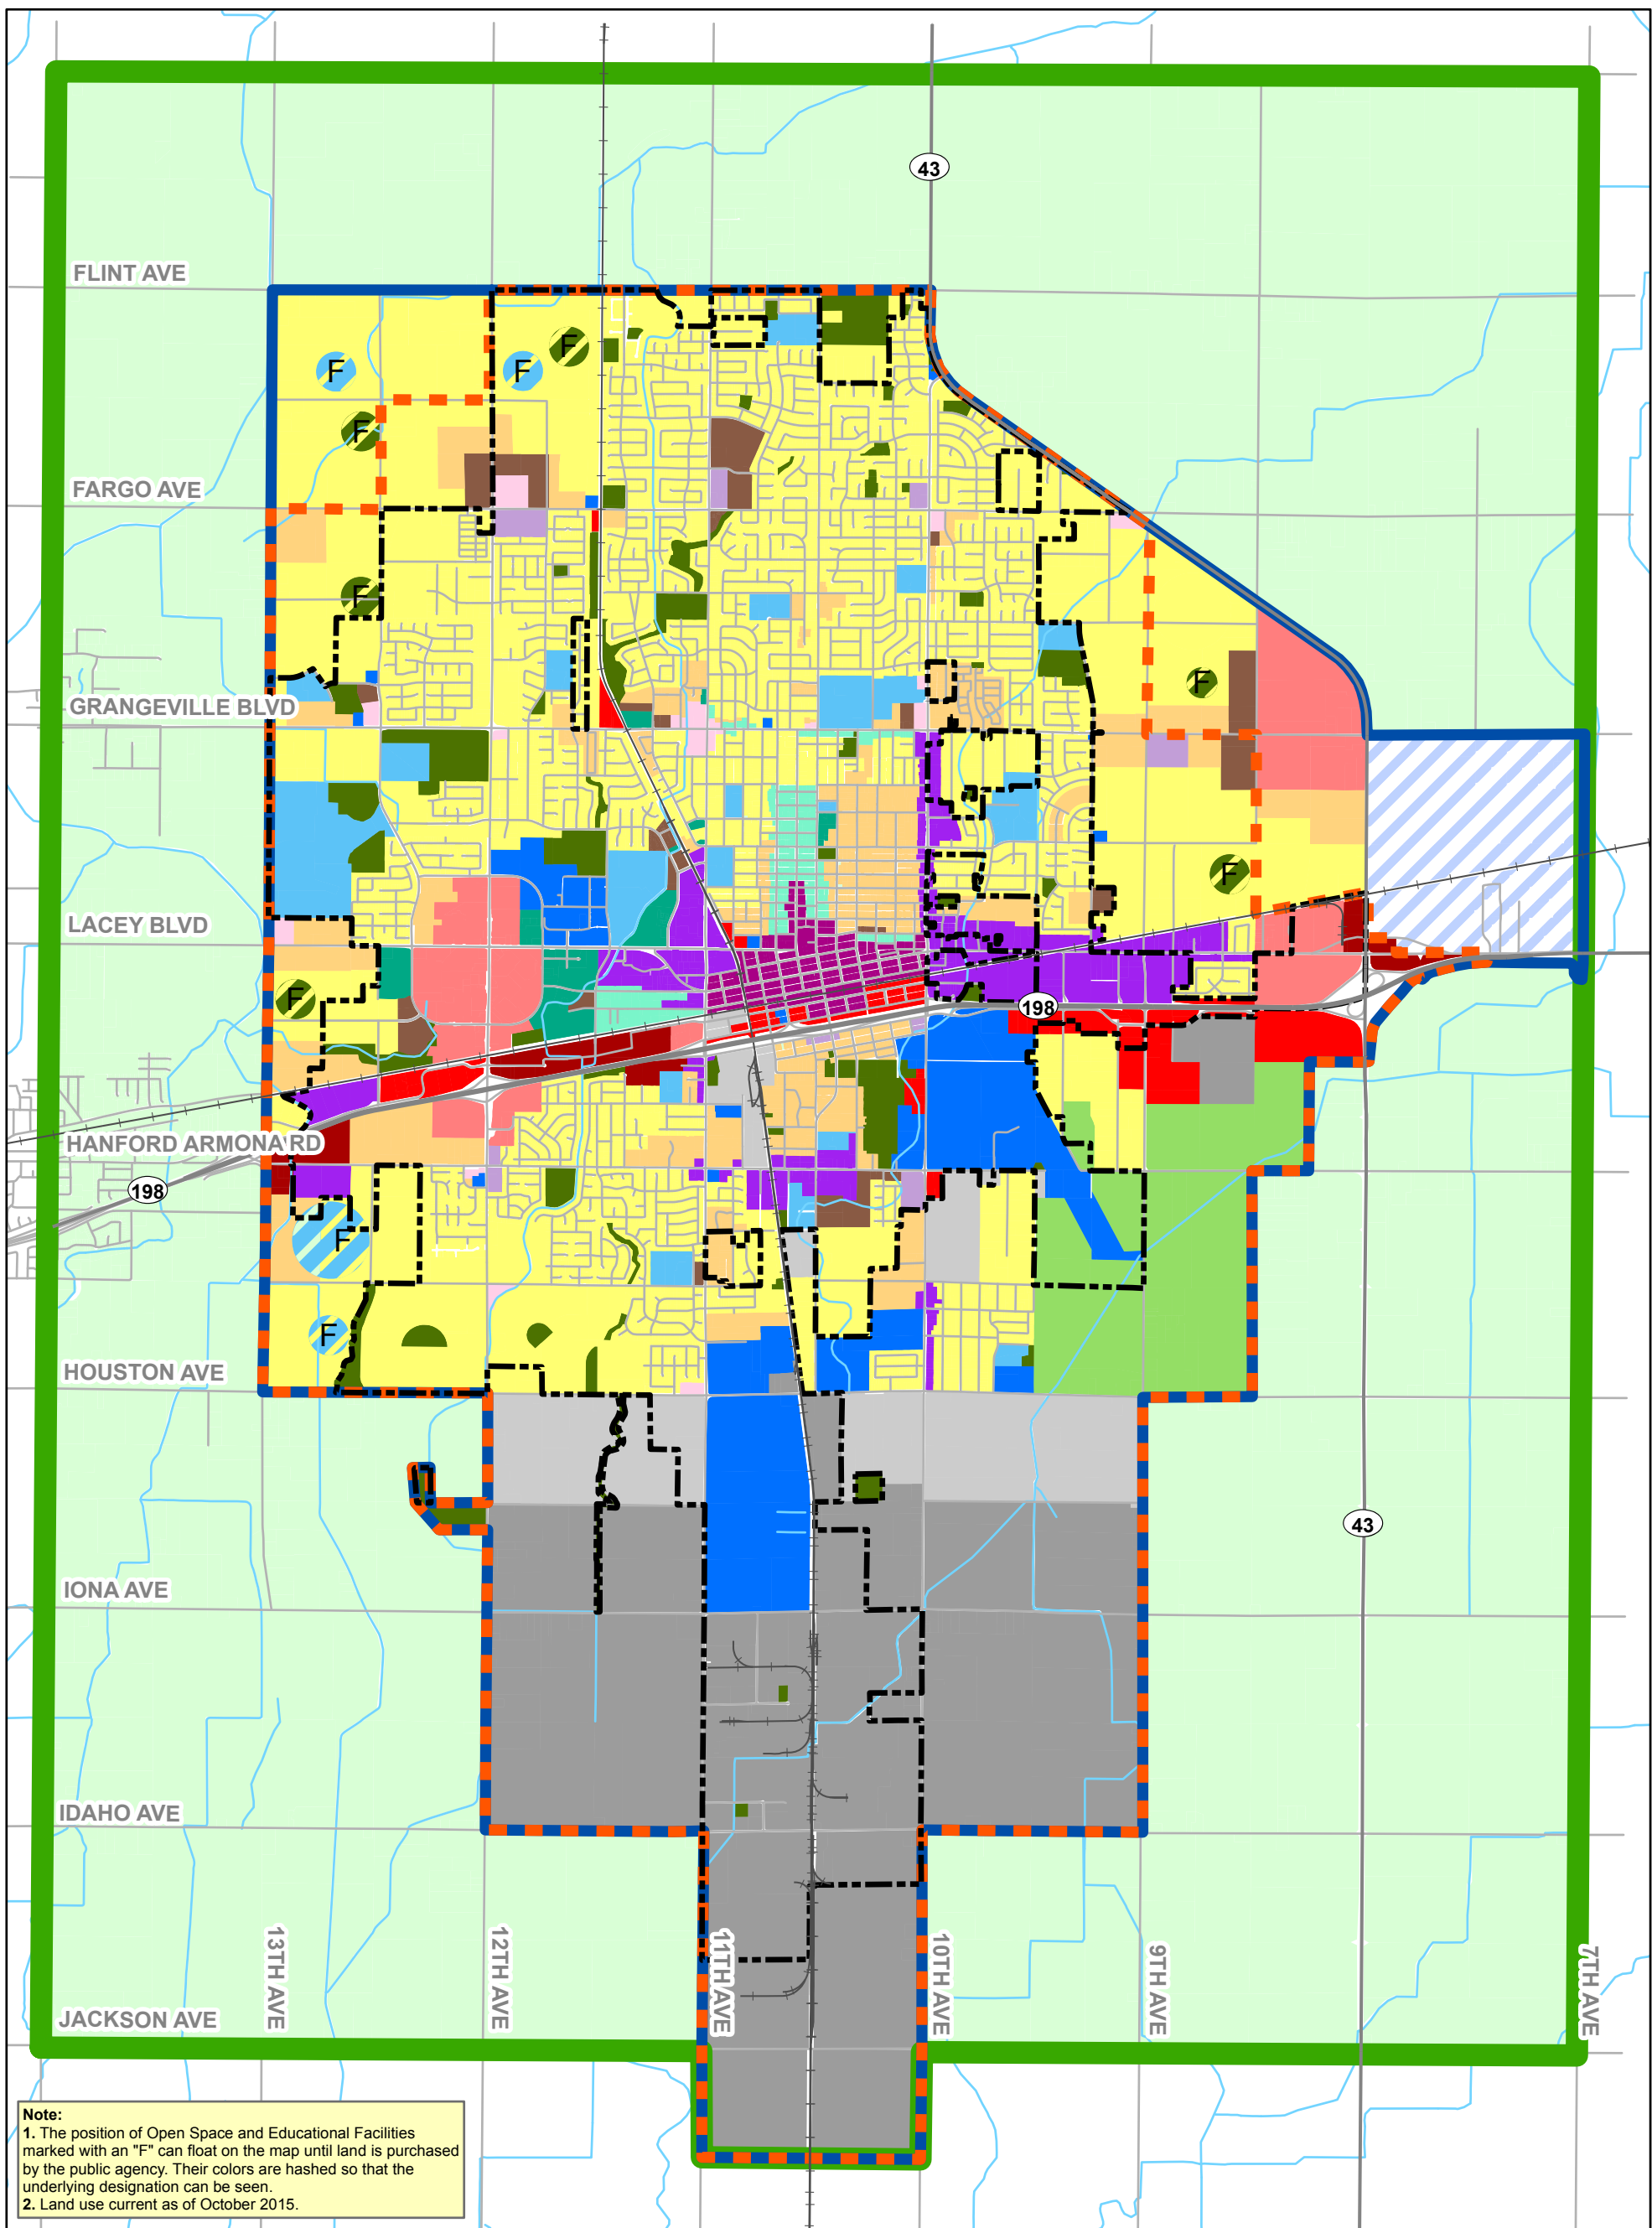 43
FLINT AVE
F
F
F
F
FARGO AVE
F
F
GRANGEVILLE BLVD
F
LACEY BLVD
F
198
HANFORD ARMONA RD
198
F
F
HOUSTON AVE
43
IONA AVE
IDAHO AVE
13TH AVE
12TH AVE
11TH AVE
10TH AVE
9TH AVE
7TH AVE
JACKSON AVE
Note:
1. The position of Open Space and Educational Facilities
marked with an "F" can float on the map until land is purchased
by the public agency. Their colors are hashed so that the
underlying designation can be seen.
2. Land use current as of October 2015.